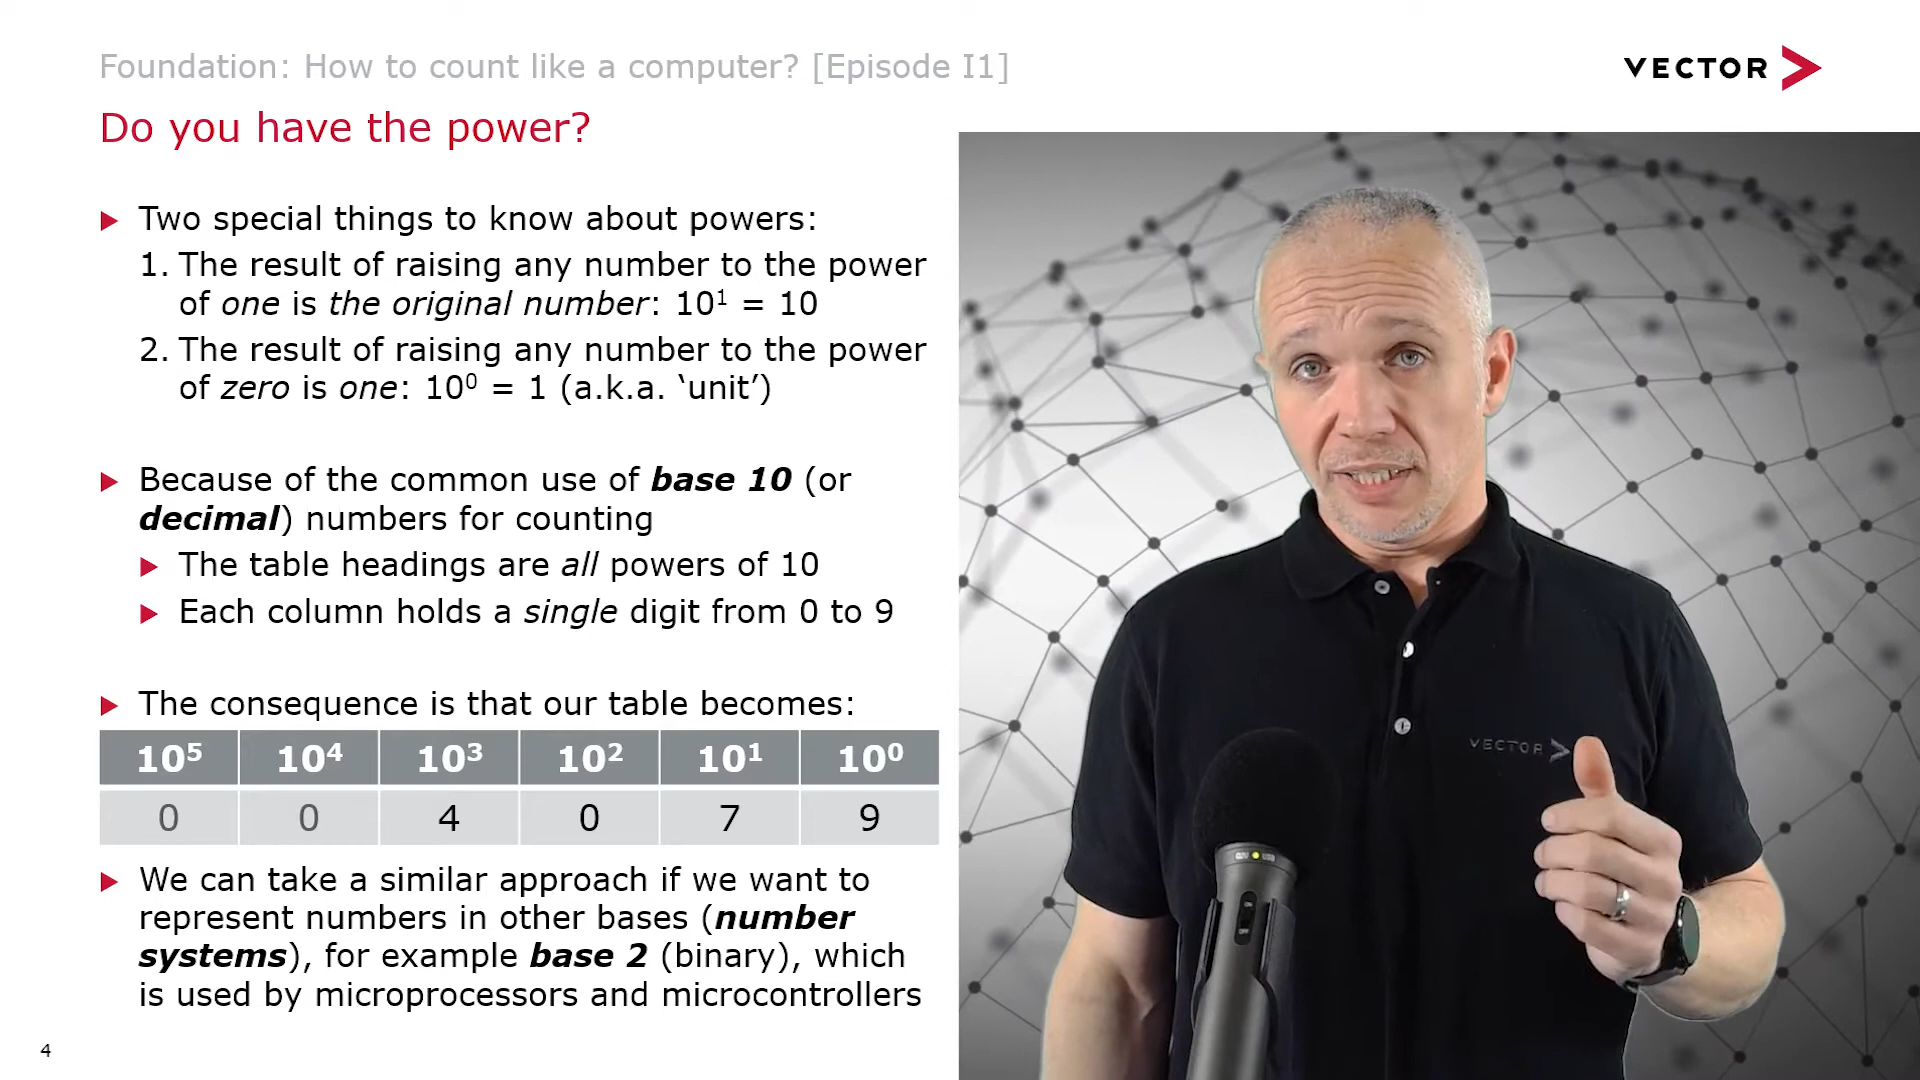 Foundation: How to count like a computer? [Episode I1]
VECTOR
Do you have the power?
Two special things to know about powers:
1. The result of raising any number to the power
of one is the original number: 10¹ = 10
2. The result of raising any number to the power
of zero is one: 10⁰ = 1 (a.k.a. ‘unit’)
Because of the common use of base 10 (or
decimal) numbers for counting
The table headings are all powers of 10
Each column holds a single digit from 0 to 9
The consequence is that our table becomes:
10⁵ 10⁴ 10³ 10² 10¹ 10⁰
0 0 4 0 7 9
We can take a similar approach if we want to
represent numbers in other bases (number
systems), for example base 2 (binary), which
is used by microprocessors and microcontrollers
4
VECTOR